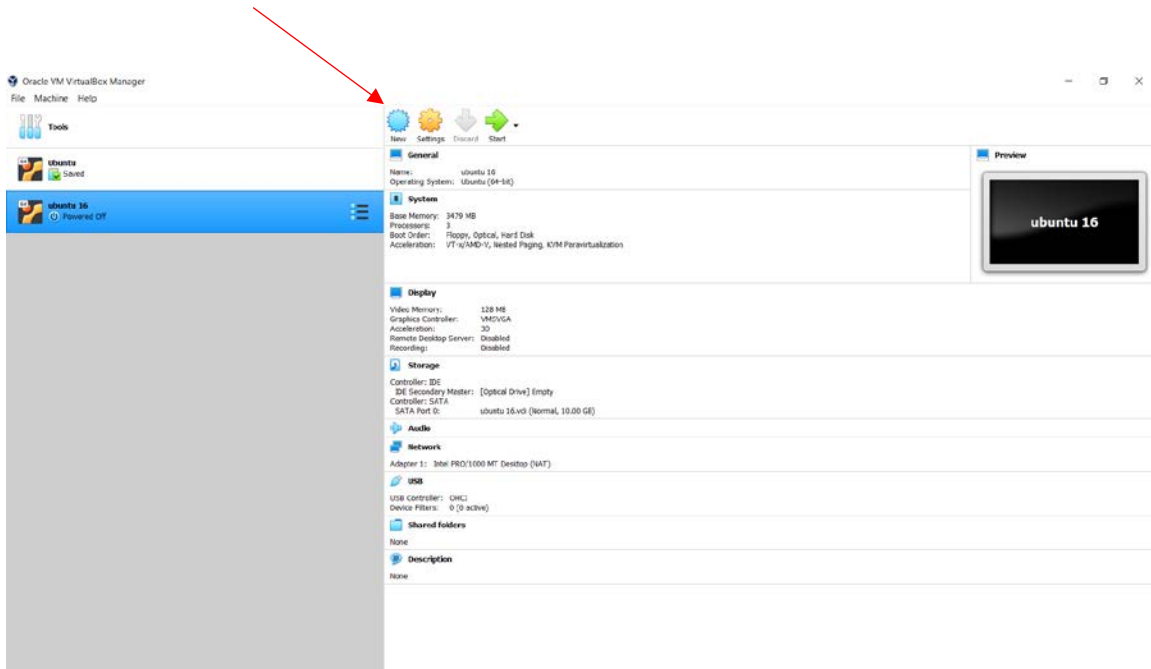 Oracle VM VirtualBox Manager
File Machine Help
Tools
ubuntu
Saved
ubuntu 16
Powered Off
New Settings Discard Start
General
Name: ubuntu 16
Operating System: Ubuntu (64-bit)
System
Base Memory: 3479 MB
Processors: 3
Boot Order: Floppy, Optical, Hard Disk
Acceleration: VT-x/AMD-V, Nested Paging, KVM Paravirtualization
Preview
ubuntu 16
Display
Video Memory: 128 MB
Graphics Controller: VMSVGA
Acceleration: 3D
Remote Desktop Server: Disabled
Recording: Disabled
Storage
Controller: IDE
IDE Secondary Master: [Optical Drive] Empty
Controller: SATA
SATA Port 0: ubuntu 16.vdi (Normal, 10.00 GB)
Audio
Network
Adapter 1: Intel PRO/1000 MT Desktop (NAT)
USB
USB Controller: OHCI
Device Filters: 0 (0 active)
Shared folders
None
Description
None